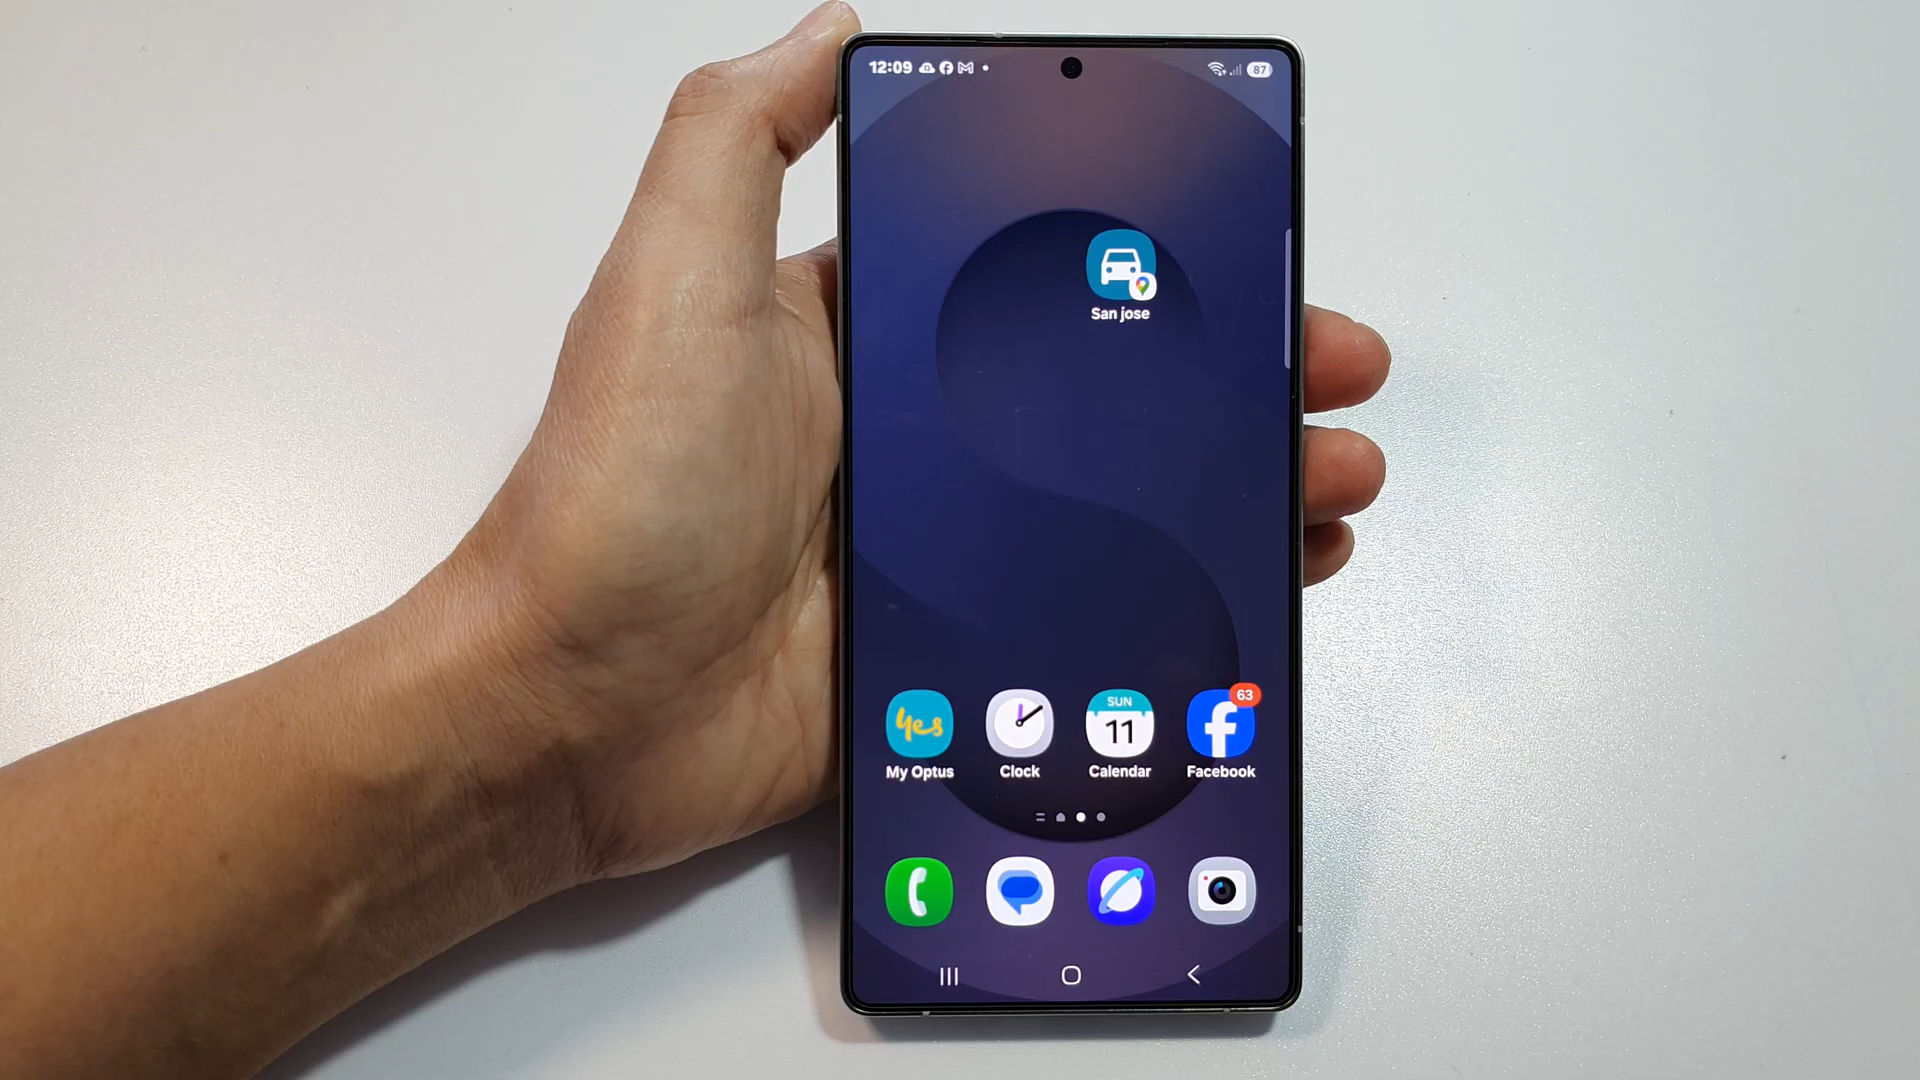 12:09
87
San jose
yes
SUN
11
63
My Optus
Clock
Calendar
Facebook